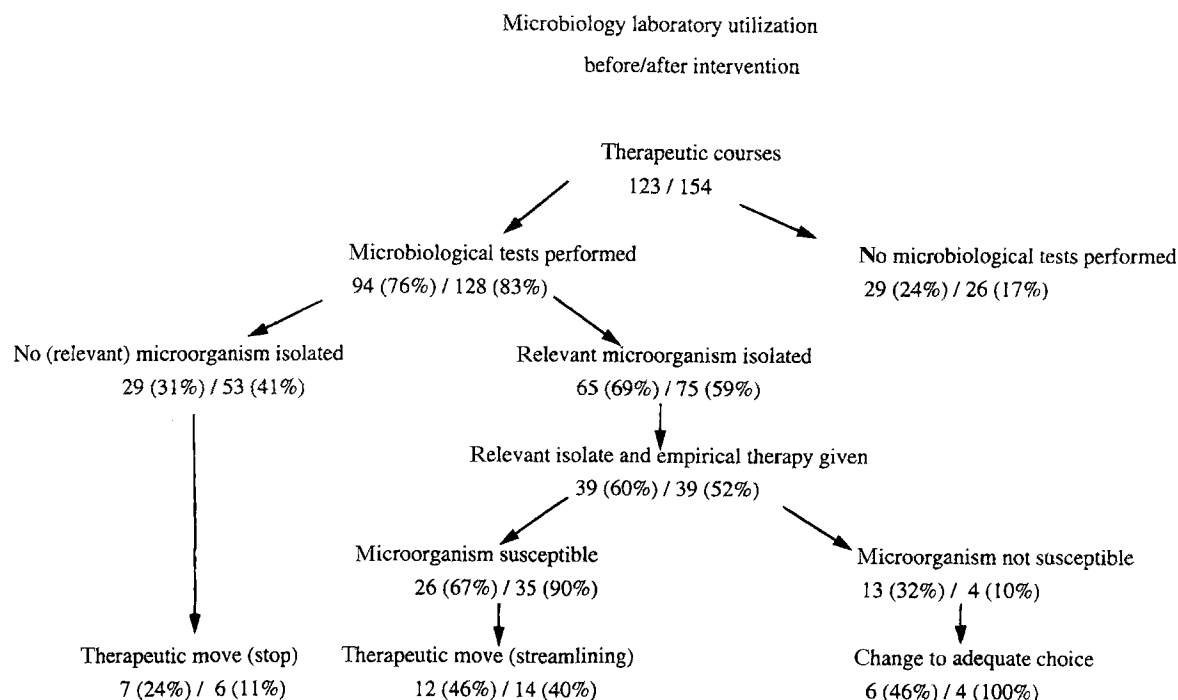 Microbiology laboratory utilization
before/after intervention
Therapeutic courses
123 / 154
Microbiological tests performed
94 (76%) / 128 (83%)
No microbiological tests performed
29 (24%) / 26 (17%)
No (relevant) microorganism isolated
29 (31%) / 53 (41%)
Relevant microorganism isolated
65 (69%) / 75 (59%)
Relevant isolate and empirical therapy given
39 (60%) / 39 (52%)
Microorganism susceptible
26 (67%) / 35 (90%)
Microorganism not susceptible
13 (32%) / 4 (10%)
Therapeutic move (stop)
7 (24%) / 6 (11%)
Therapeutic move (streamlining)
12 (46%) / 14 (40%)
Change to adequate choice
6 (46%) / 4 (100%)